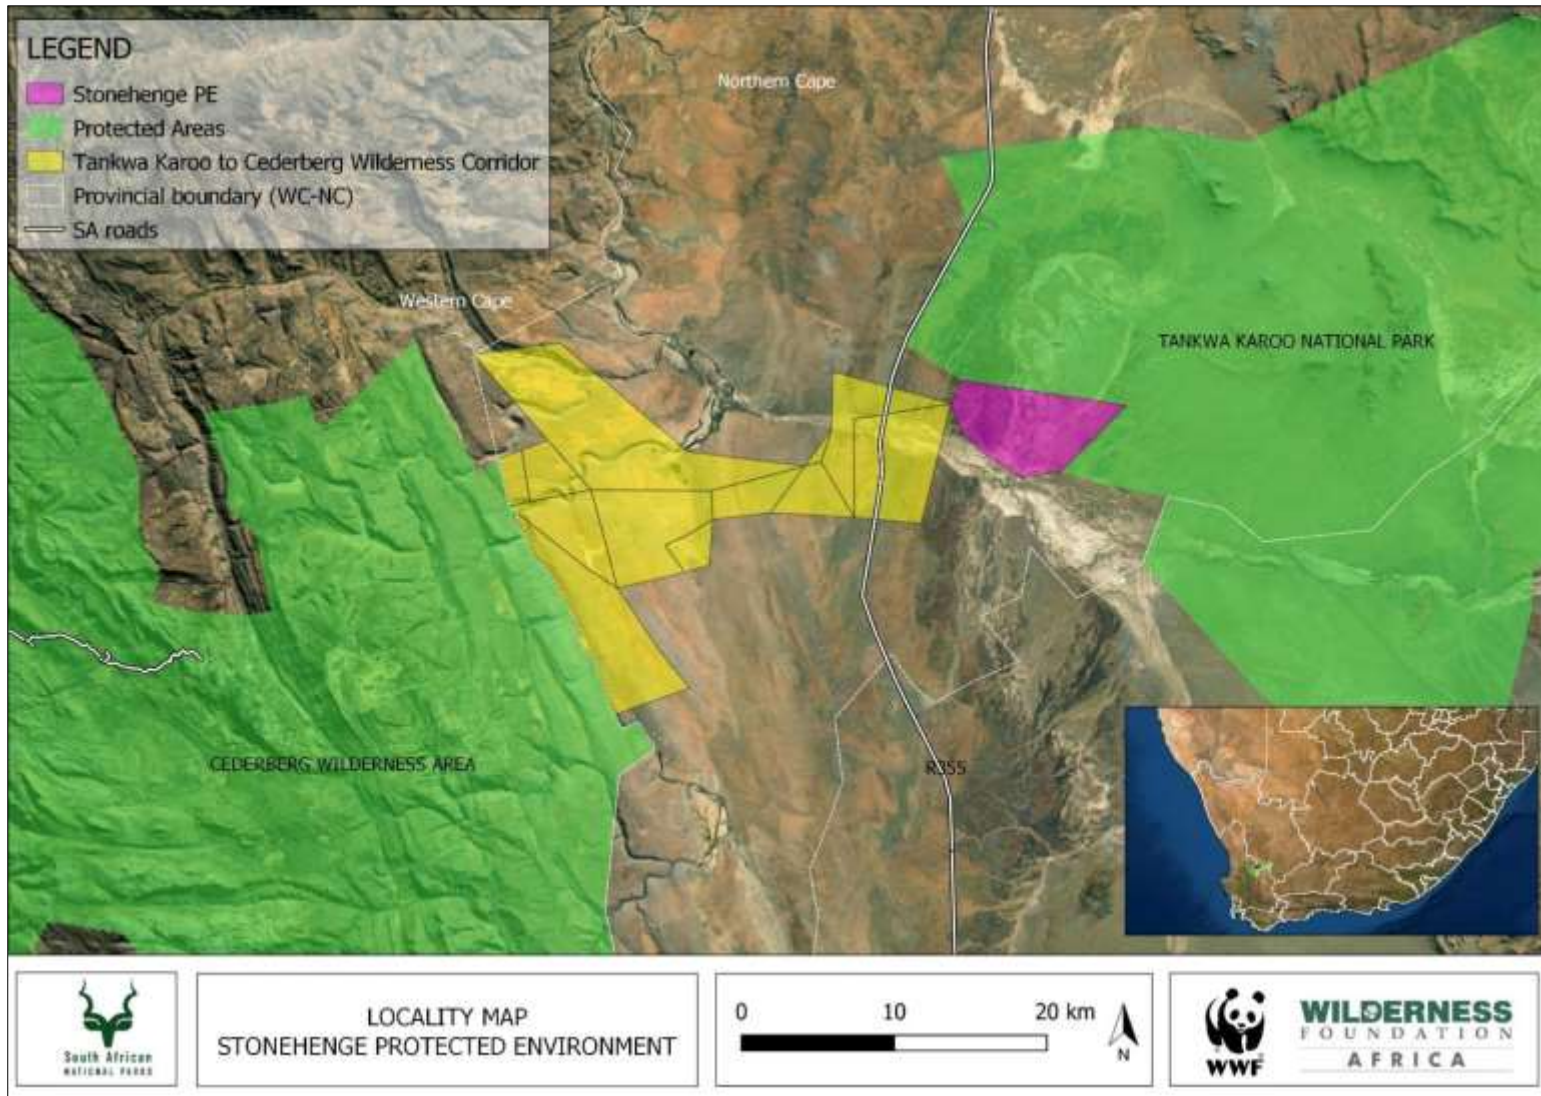 LEGEND
Stonehenge PE
Protected Areas
Tankwa Karoo to Cederberg Wilderness Corridor
Provincial boundary (WC-NC)
SA roads
Northern Cape
Western Cape
TANKWA KAROO NATIONAL PARK
CEDERBERG WILDERNESS AREA
R355
South African
NATIONAL PARKS
LOCALITY MAP
STONEHENGE PROTECTED ENVIRONMENT
0 10 20 km
N
WWF
WILDERNESS
FOUNDATION
AFRICA